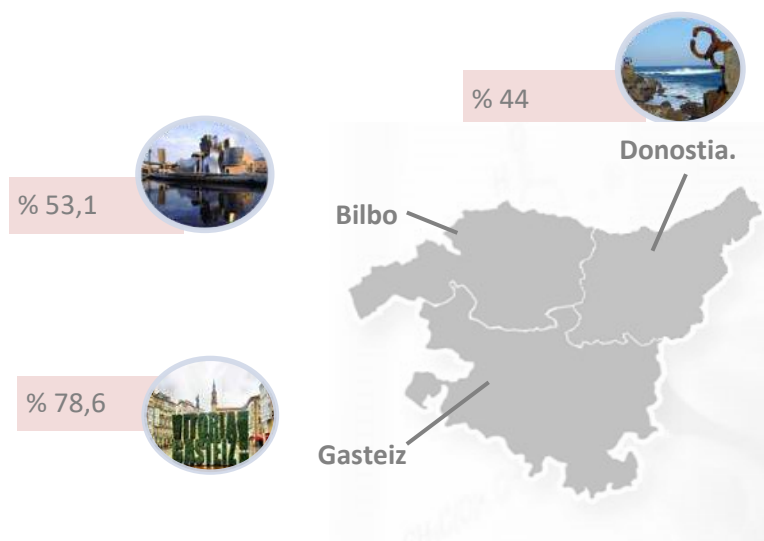 % 44
Donostia.
% 53,1
Bilbo
% 78,6
VITORIA
GASTEIZ
Gasteiz